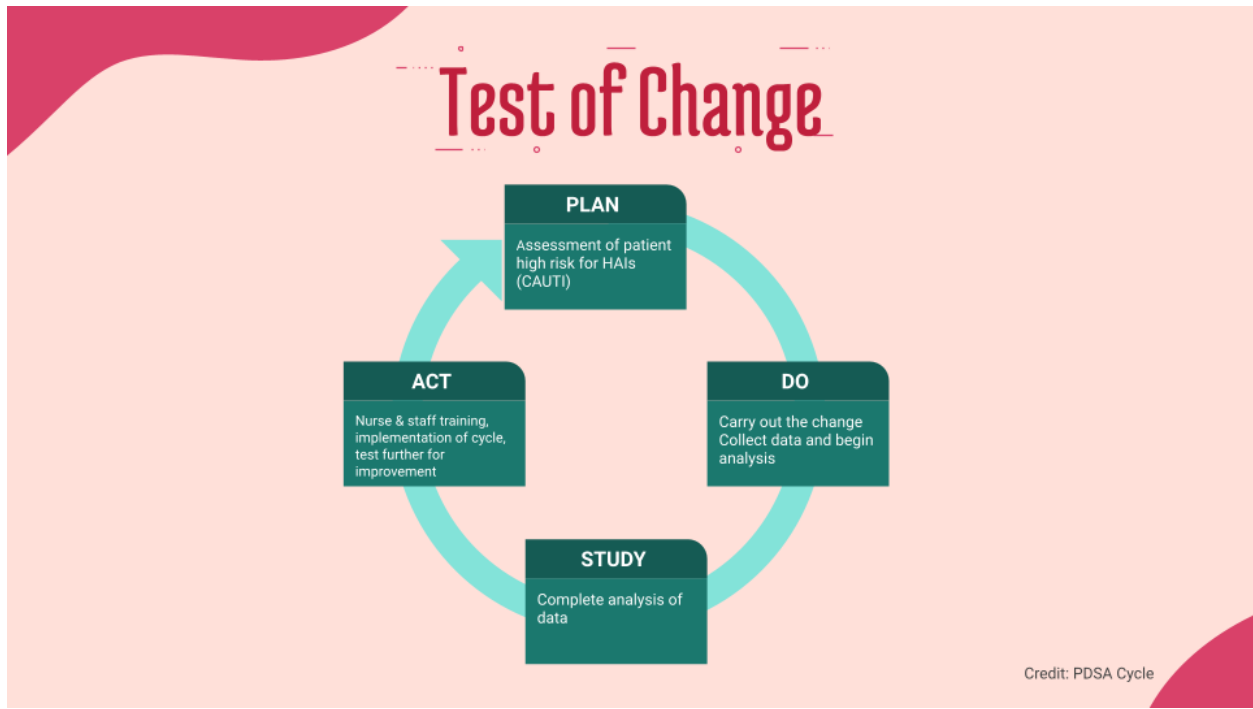 Test of Change
PLAN
Assessment of patient
high risk for HAIs
(CAUTI)
ACT
Nurse & staff training,
implementation of cycle,
test further for
improvement
DO
Carry out the change
Collect data and begin
analysis
STUDY
Complete analysis of
data
Credit: PDSA Cycle